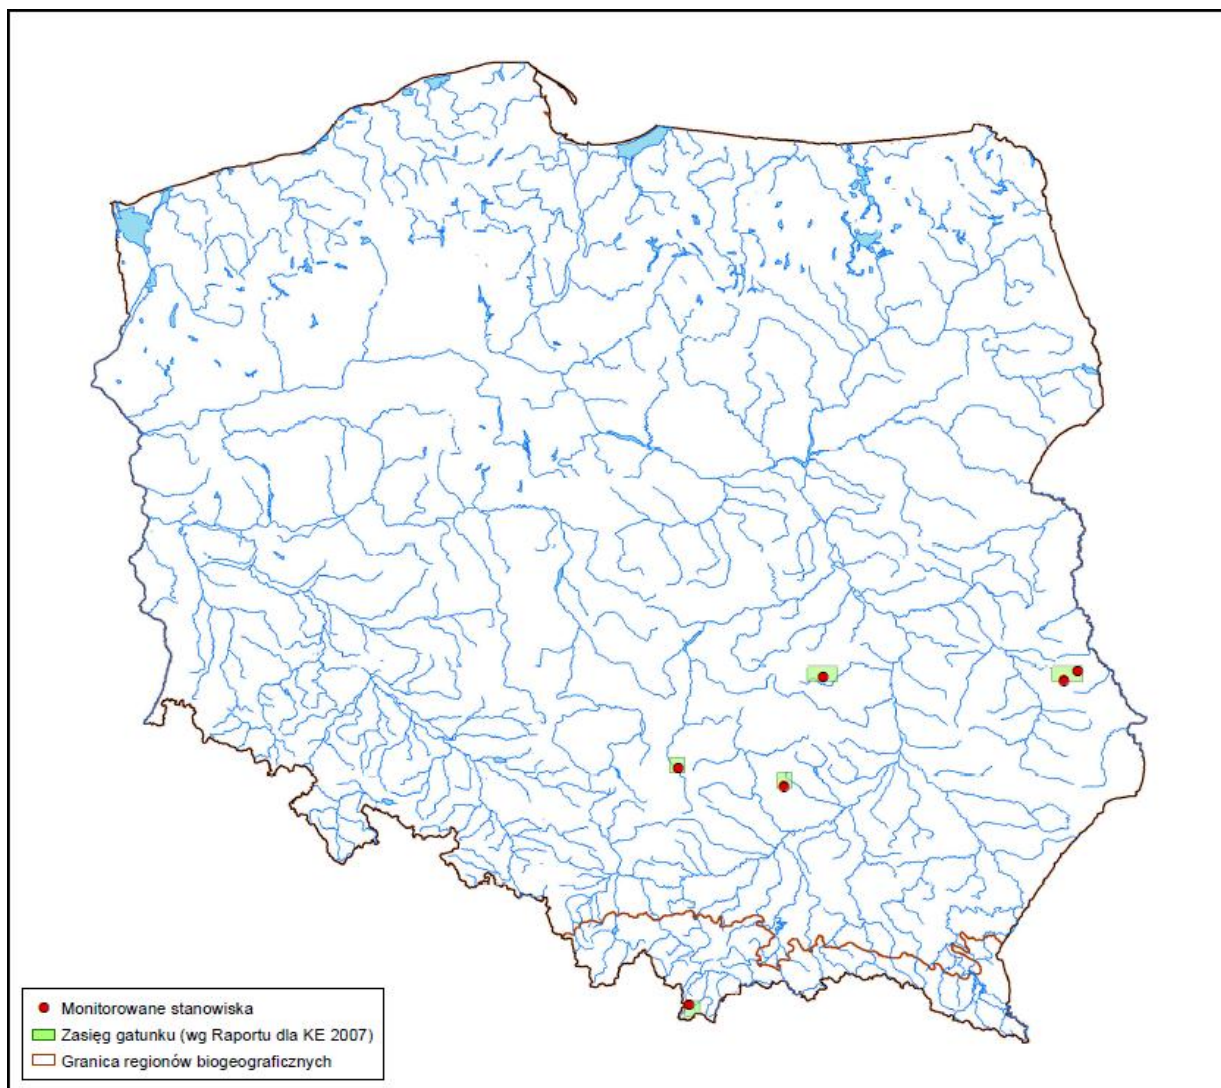 Monitorowane stanowiska
Zasięg gatunku (wg Raportu dla KE 2007)
Granica regionów biogeograficznych